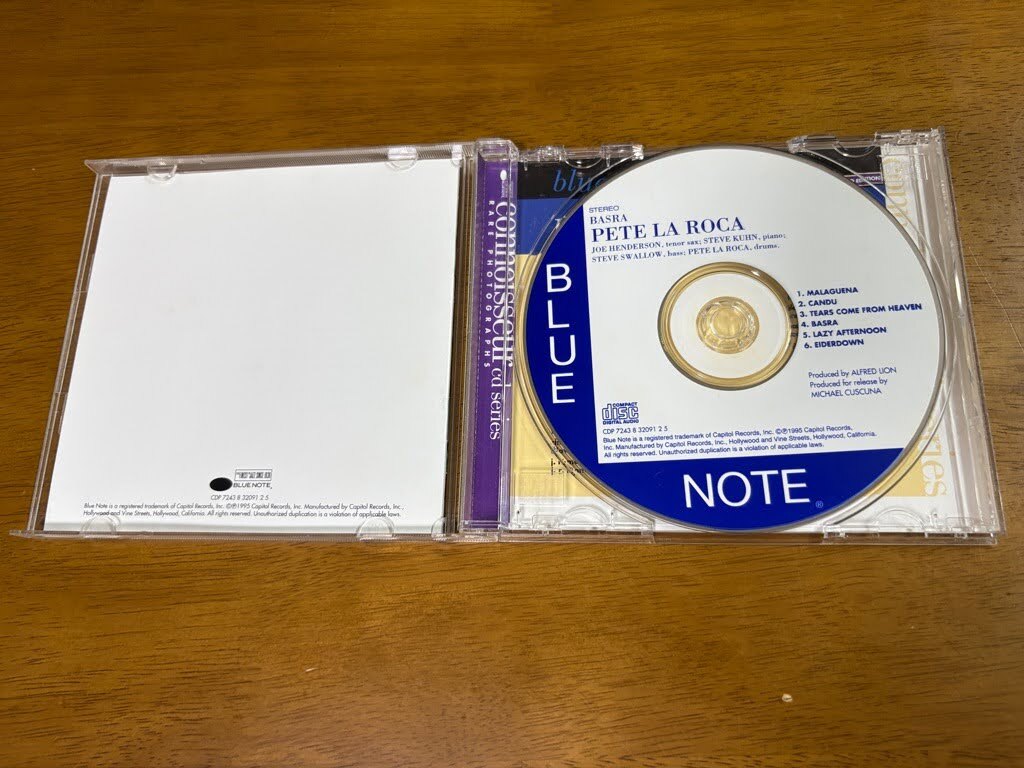 BLUE NOTE
CDP 7243 8 32091 2 5
Blue Note is a registered trademark of Capitol Records, Inc. ©℗1995 Capitol Records, Inc. Manufactured by Capitol Records, Inc.,
Hollywood and Vine Streets, Hollywood, California. All rights reserved. Unauthorized duplication is a violation of applicable laws.
connoisseur cd series
RARE PHOTOGRAPHS
blue
STEREO
BASRA
PETE LA ROCA
JOE HENDERSON, tenor sax; STEVE KUHN, piano;
STEVE SWALLOW, bass; PETE LA ROCA, drums.
1. MALAGUENA
2. CANDU
3. TEARS COME FROM HEAVEN
4. BASRA
5. LAZY AFTERNOON
6. EIDERDOWN
Produced by ALFRED LION
Produced for release by
MICHAEL CUSCUNA
COMPACT
disc
DIGITAL AUDIO
CDP 7243 8 32091 2 5
Blue Note is a registered trademark of Capitol Records, Inc. ©℗1995 Capitol Records,
Inc. Manufactured by Capitol Records, Inc., Hollywood and Vine Streets, Hollywood, California.
All rights reserved. Unauthorized duplication is a violation of applicable laws.
BLUE
NOTE®